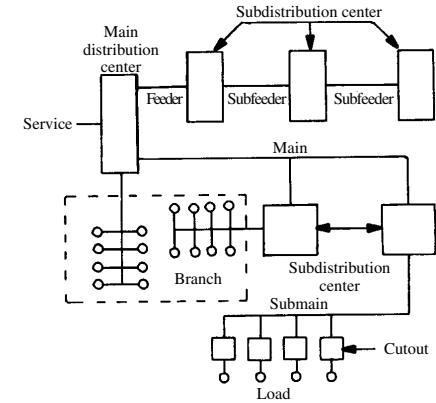 Subdistribution center
Main
distribution
center
Feeder
Subfeeder
Subfeeder
Service
Main
Branch
Subdistribution
center
Submain
Cutout
Load